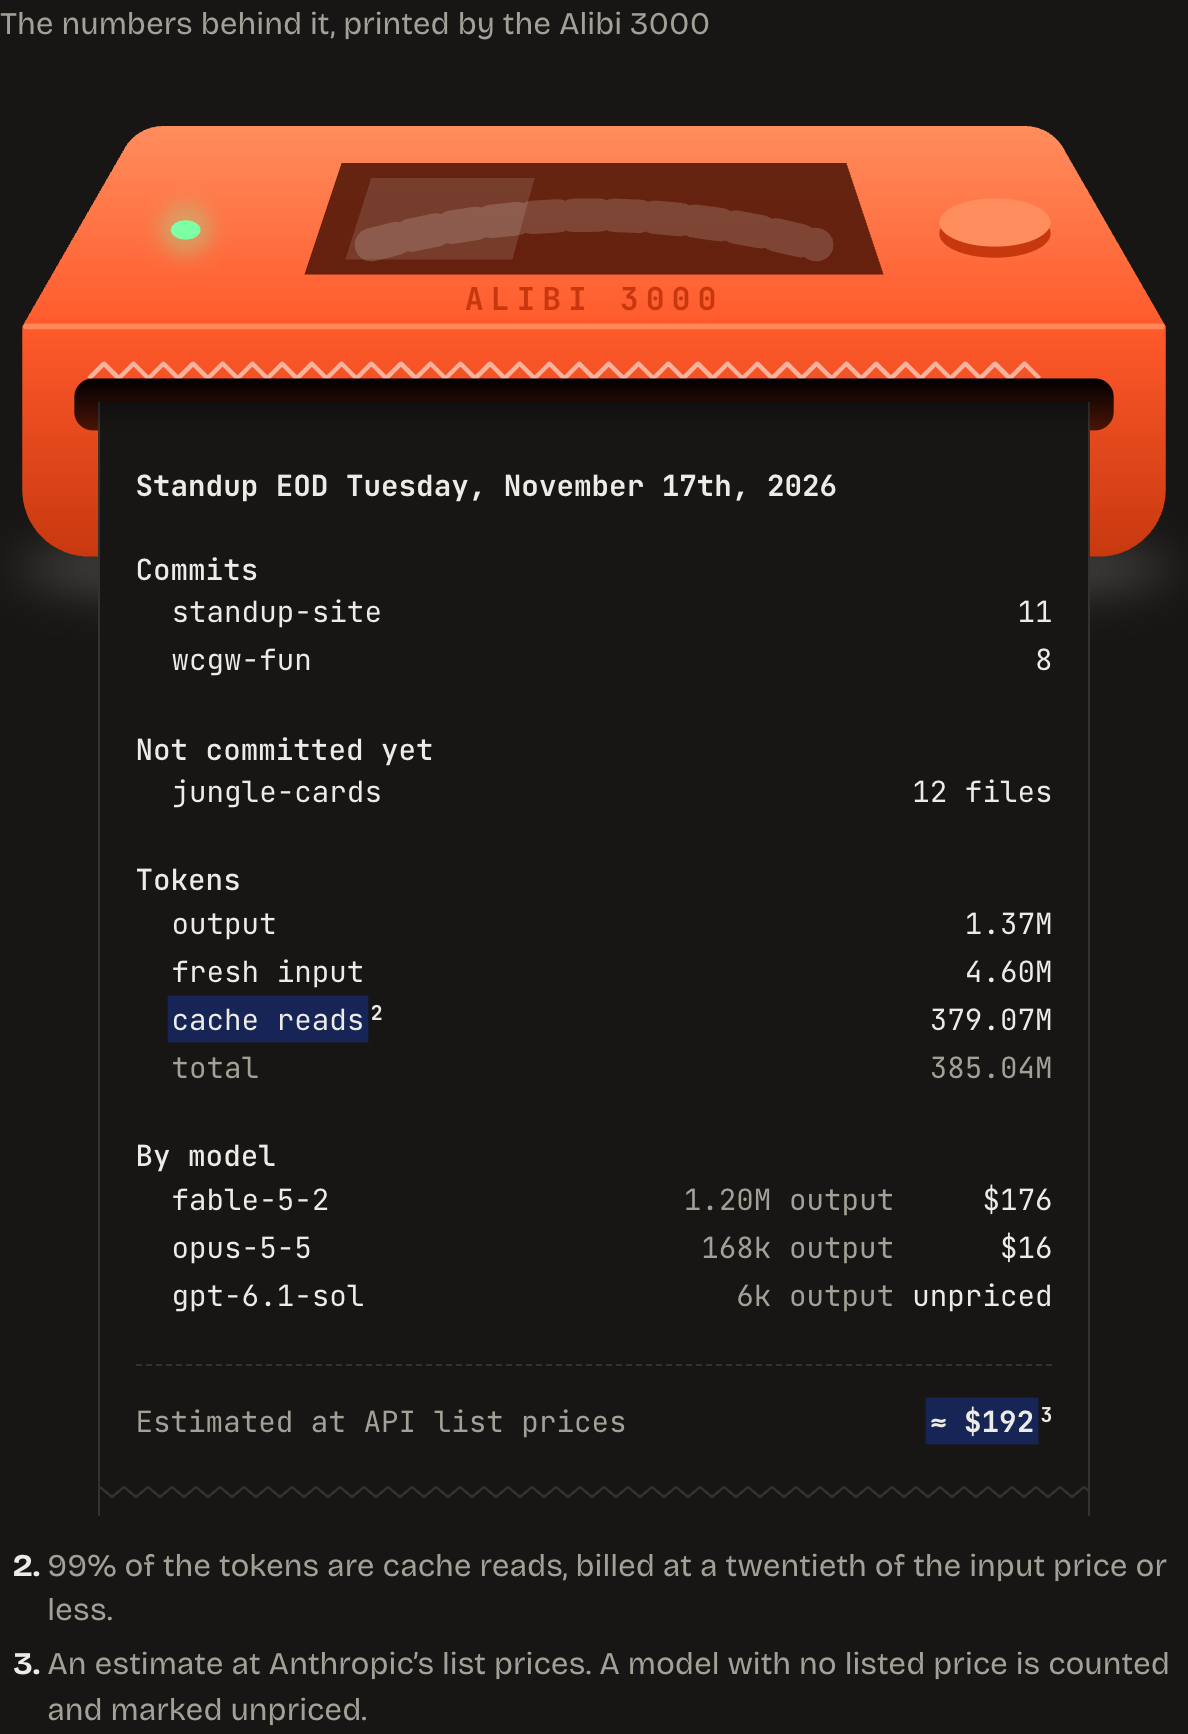 The numbers behind it, printed by the Alibi 3000
ALIBI 3000
Standup EOD Tuesday, November 17th, 2026
Commits
standup-site 11
wcgw-fun 8
Not committed yet
jungle-cards 12 files
Tokens
output 1.37M
fresh input 4.60M
cache reads² 379.07M
total 385.04M
By model
fable-5-2 1.20M output $176
opus-5-5 168k output $16
gpt-6.1-sol 6k output unpriced
Estimated at API list prices ≈ $192³
2. 99% of the tokens are cache reads, billed at a twentieth of the input price or
less.
3. An estimate at Anthropic’s list prices. A model with no listed price is counted
and marked unpriced.